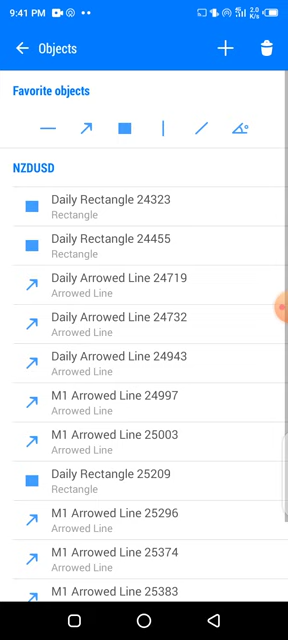 9:41 PM
2.0
K/s
Objects
Favorite objects
NZDUSD
Daily Rectangle 24323
Rectangle
Daily Rectangle 24455
Rectangle
Daily Arrowed Line 24719
Arrowed Line
Daily Arrowed Line 24732
Arrowed Line
Daily Arrowed Line 24943
Arrowed Line
M1 Arrowed Line 24997
Arrowed Line
M1 Arrowed Line 25003
Arrowed Line
Daily Rectangle 25209
Rectangle
M1 Arrowed Line 25296
Arrowed Line
M1 Arrowed Line 25374
Arrowed Line
M1 Arrowed Line 25383